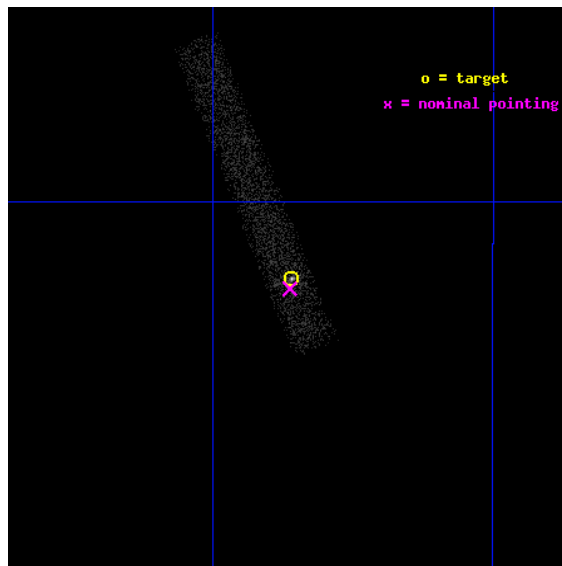 o = target
x = nominal pointing